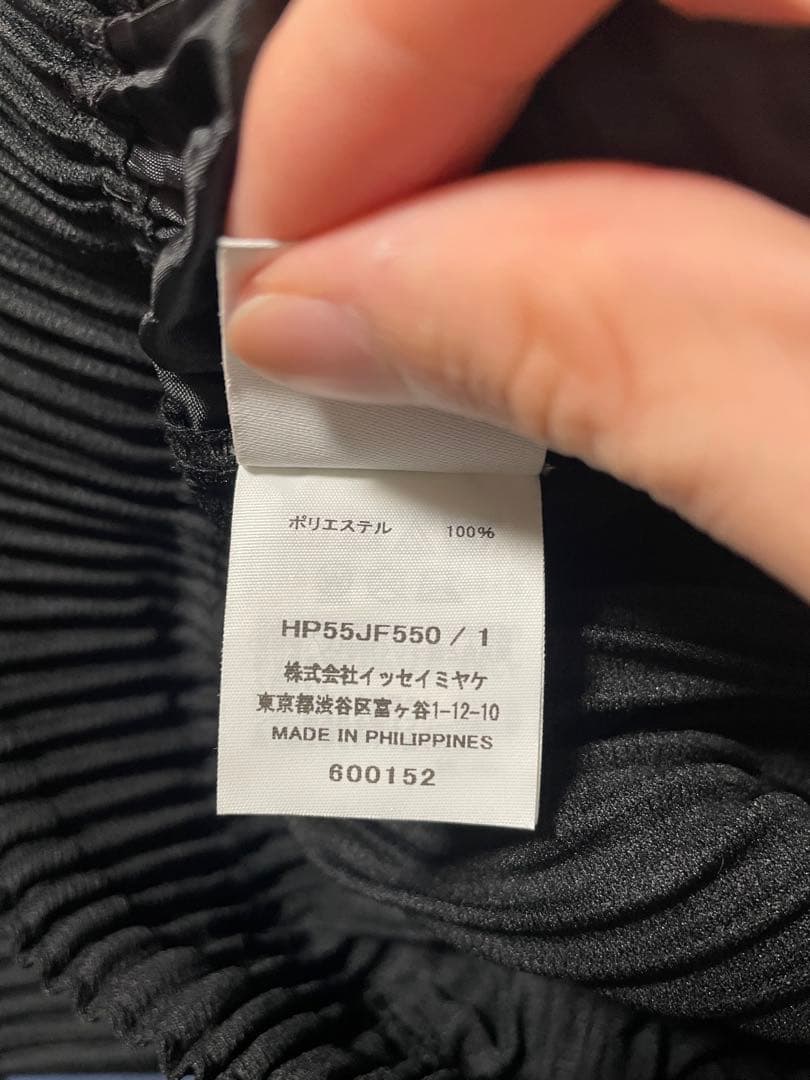 ポリエステル 100%
HP55JF550 / 1
株式会社イッセイミヤケ
東京都渋谷区富ヶ谷1-12-10
MADE IN PHILIPPINES
600152